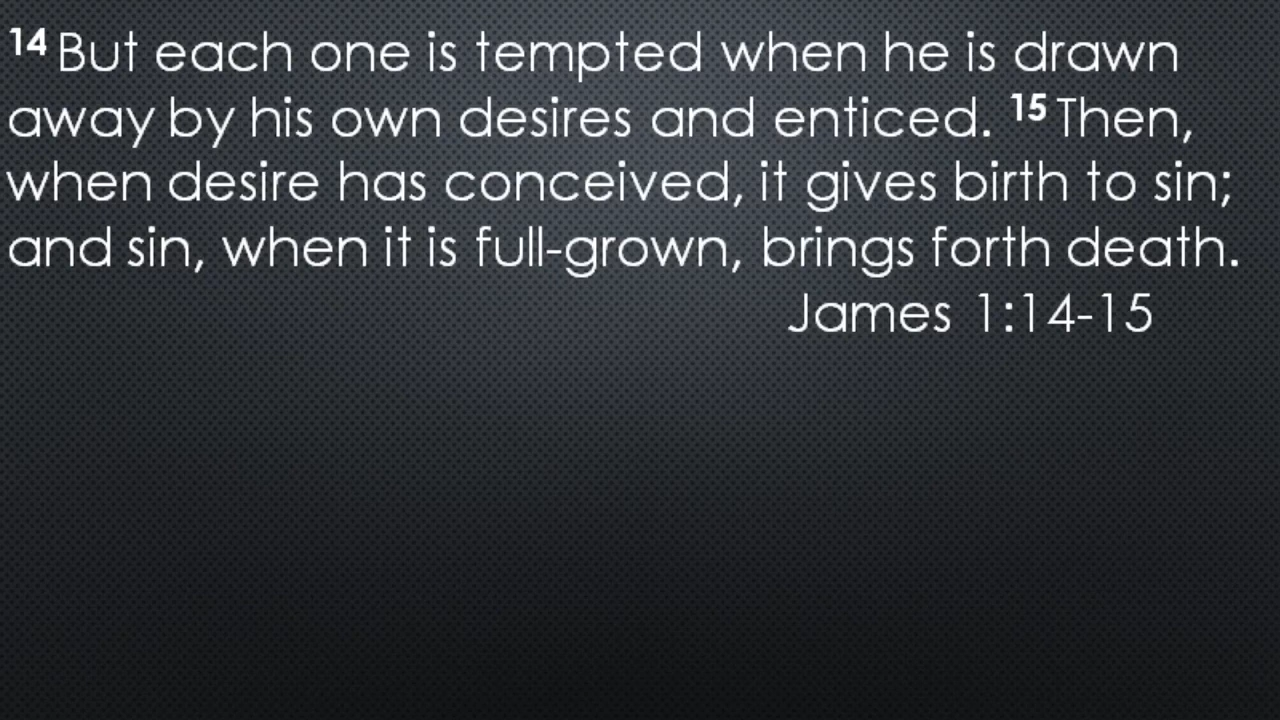 14 But each one is tempted when he is drawn
away by his own desires and enticed. 15 Then,
when desire has conceived, it gives birth to sin;
and sin, when it is full-grown, brings forth death.
James 1:14-15